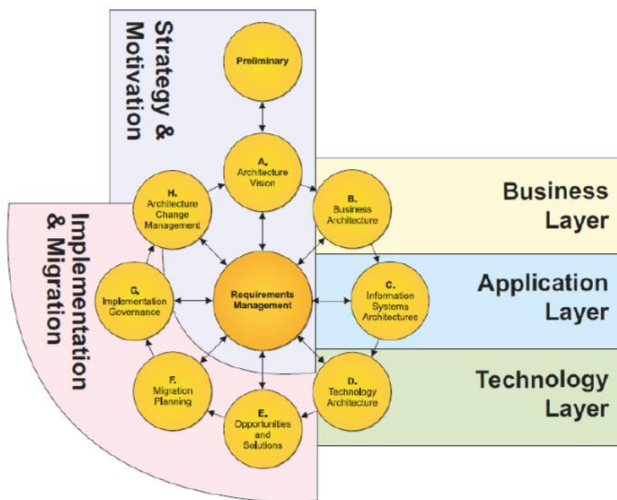 Strategy &
Motivation
Preliminary
A.
Architecture
Vision
H.
Architecture
Change
Management
B.
Business
Architecture
Business
Layer
Implementation
& Migration
G.
Implementation
Governance
Requirements
Management
C.
Information
Systems
Architectures
Application
Layer
F.
Migration
Planning
D.
Technology
Architecture
Technology
Layer
E.
Opportunities
and
Solutions